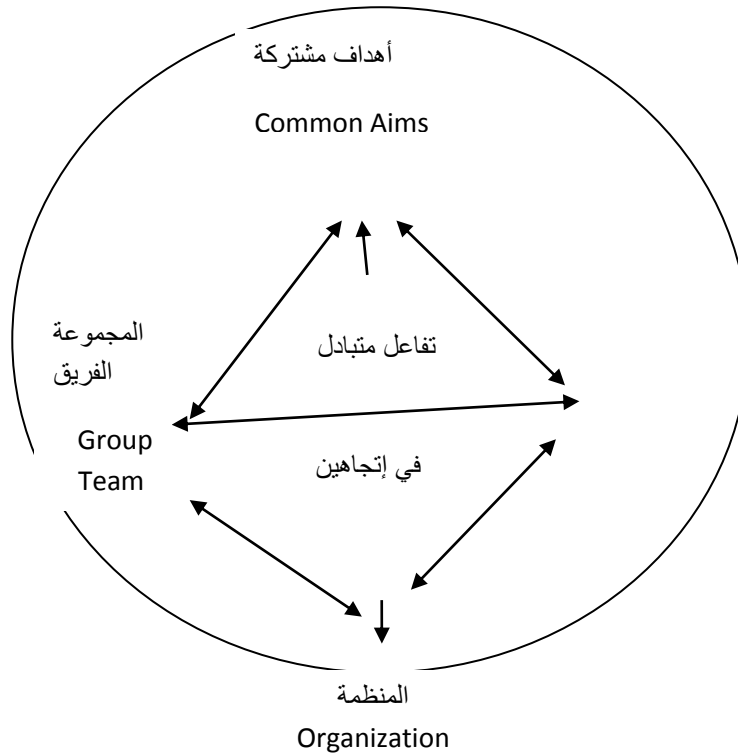 أهداف مشتركة
Common Aims
المجموعة
الفريق
تفاعل متبادل
Group
Team
في إتجاهين
المنظمة
Organization